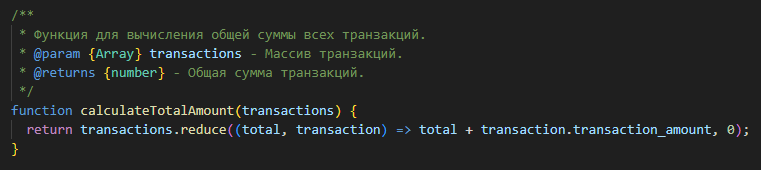 /**
 * Функция для вычисления общей суммы всех транзакций.
 * @param {Array} transactions - Массив транзакций.
 * @returns {number} - Общая сумма транзакций.
 */
function calculateTotalAmount(transactions) {
  return transactions.reduce((total, transaction) => total + transaction.transaction_amount, 0);
}